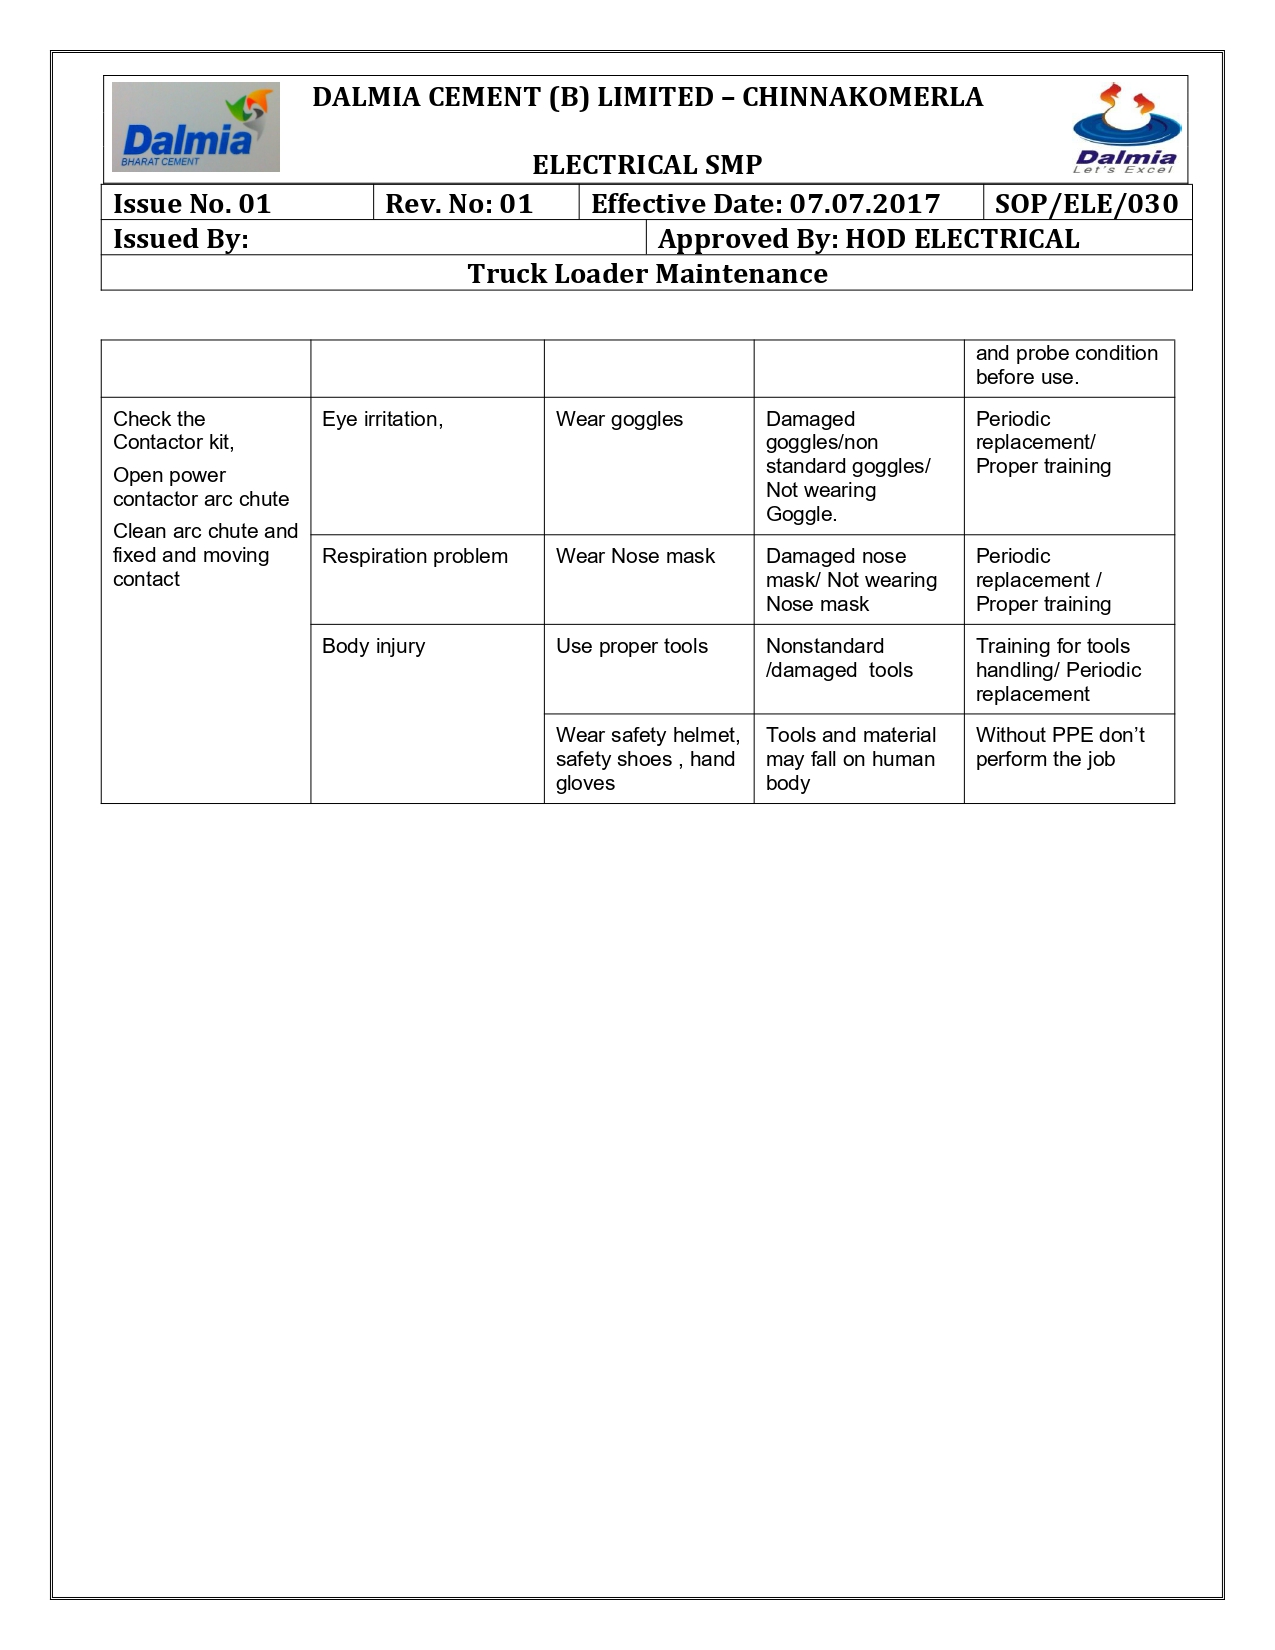 Dalmia
BHARAT CEMENT
DALMIA CEMENT (B) LIMITED – CHINNAKOMERLA
ELECTRICAL SMP
Dalmia
Let's Excel
Issue No. 01 Rev. No: 01 Effective Date: 07.07.2017 SOP/ELE/030
Issued By: Approved By: HOD ELECTRICAL
Truck Loader Maintenance
and probe condition
before use.
Check the
Contactor kit,
Open power
contactor arc chute
Clean arc chute and
fixed and moving
contact
Eye irritation,
Wear goggles
Damaged
goggles/non
standard goggles/
Not wearing
Goggle.
Periodic
replacement/
Proper training
Respiration problem
Wear Nose mask
Damaged nose
mask/ Not wearing
Nose mask
Periodic
replacement /
Proper training
Body injury
Use proper tools
Nonstandard
/damaged  tools
Training for tools
handling/ Periodic
replacement
Wear safety helmet,
safety shoes , hand
gloves
Tools and material
may fall on human
body
Without PPE don’t
perform the job